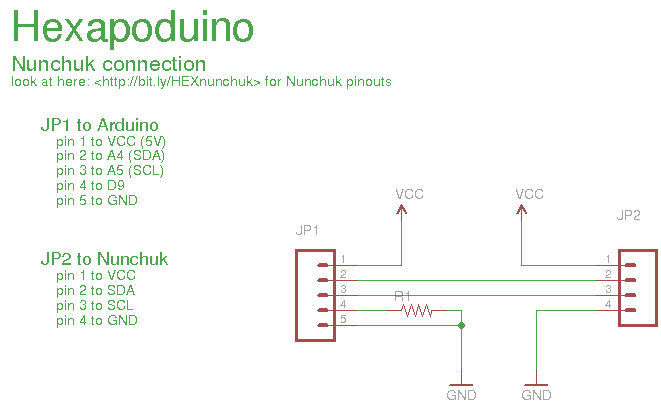 Hexapoduino
Nunchuk connection
look at here: <http://bit.ly/HEXnunchuk> for Nunchuk pinouts
JP1 to Arduino
pin 1 to VCC (5V)
pin 2 to A4 (SDA)
pin 3 to A5 (SCL)
pin 4 to D9
pin 5 to GND
JP2 to Nunchuk
pin 1 to VCC
pin 2 to SDA
pin 3 to SCL
pin 4 to GND
VCC
VCC
JP1
JP2
1
2
3
4
5
R1
1
2
3
4
GND
GND